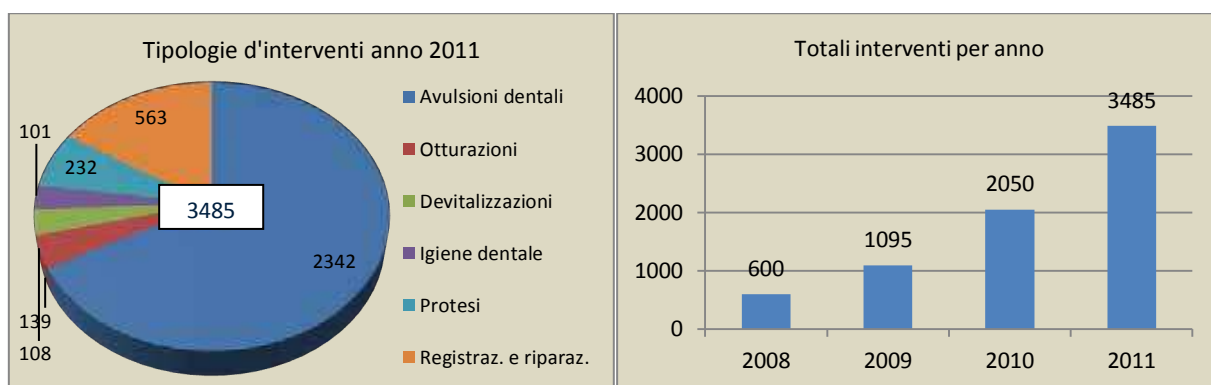 Tipologie d'interventi anno 2011
563
101
232
3485
2342
139
108
Avulsioni dentali
Otturazioni
Devitalizzazioni
Igiene dentale
Protesi
Registraz. e riparaz.
Totali interventi per anno
4000
3000
2000
1000
0
600
1095
2050
3485
2008 2009 2010 2011